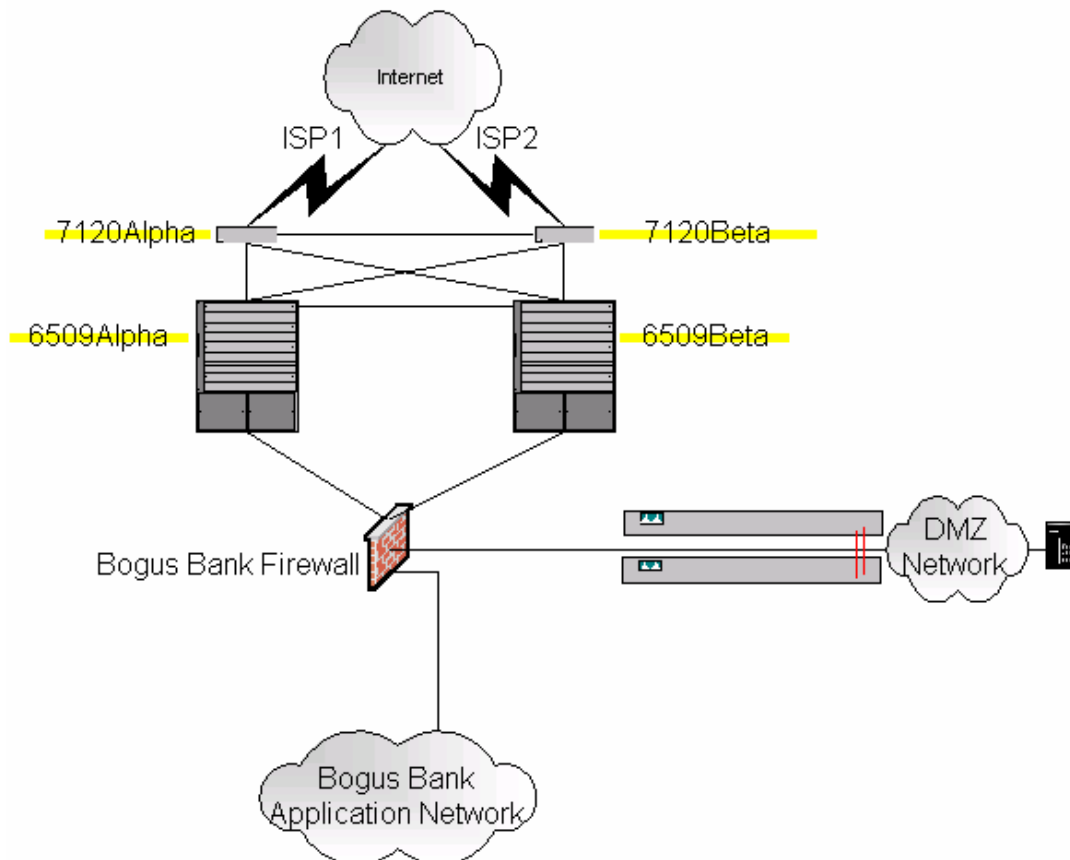 Internet
ISP1
ISP2
7120Alpha
7120Beta
6509Alpha
6509Beta
Bogus Bank Firewall
DMZ
Network
Bogus Bank
Application Network